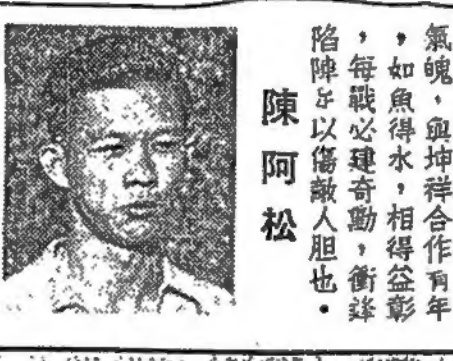 氣魄,與坤祥合作有年
,如魚得水,相得益彰
,每戰必建奇勳,衝鋒
陷陣足以傷敵人胆也。
陳阿松